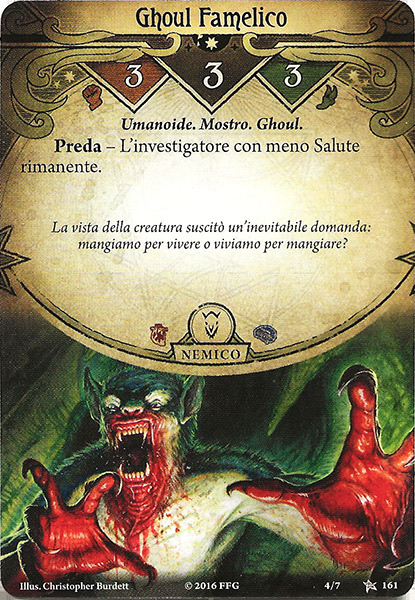 Ghoul Famelico
3 3 3
Umanoide. Mostro. Ghoul.
Preda – L'investigatore con meno Salute
rimanente.
La vista della creatura suscitò un'inevitabile domanda:
mangiamo per vivere o viviamo per mangiare?
NEMICO
Illus. Christopher Burdett © 2016 FFG 4/7 161